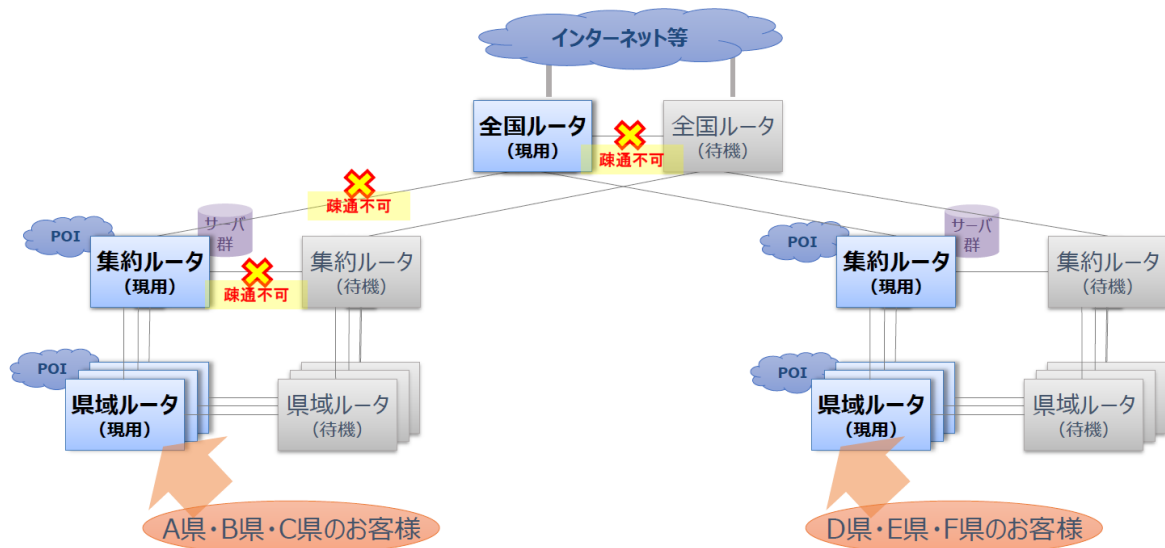 インターネット等
全国ルータ
(現用)
全国ルータ
(待機)
疎通不可
疎通不可
POI
サーバ
群
集約ルータ
(現用)
集約ルータ
(待機)
疎通不可
POI
サーバ
群
集約ルータ
(現用)
集約ルータ
(待機)
POI
県域ルータ
(現用)
県域ルータ
(待機)
POI
県域ルータ
(現用)
県域ルータ
(待機)
A県・B県・C県のお客様
D県・E県・F県のお客様